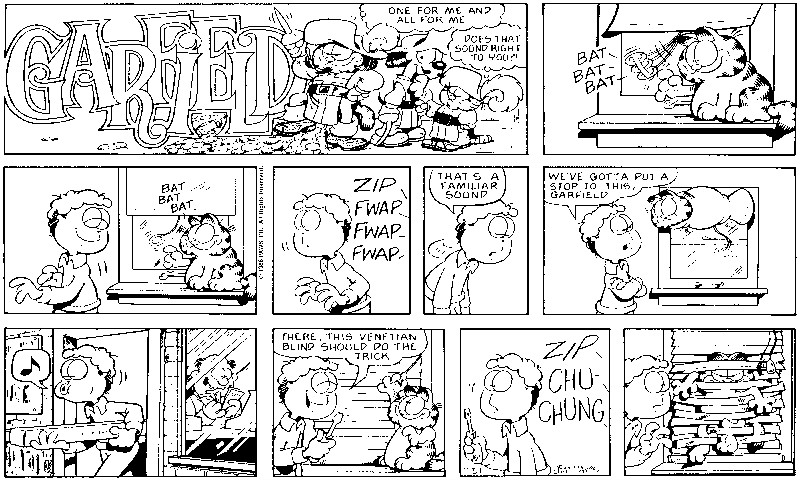 GARFIELD
ONE FOR ME AND
ALL FOR ME
DOES THAT
SOUND RIGHT
TO YOU?
BAT
BAT
BAT
BAT
BAT
BAT
ZIP
FWAP
FWAP
FWAP
THAT'S A
FAMILIAR
SOUND
WE'VE GOTTA PUT A
STOP TO THIS,
GARFIELD
THERE, THIS VENETIAN
BLIND SHOULD DO THE
TRICK
ZIP
CHU-
CHUNG